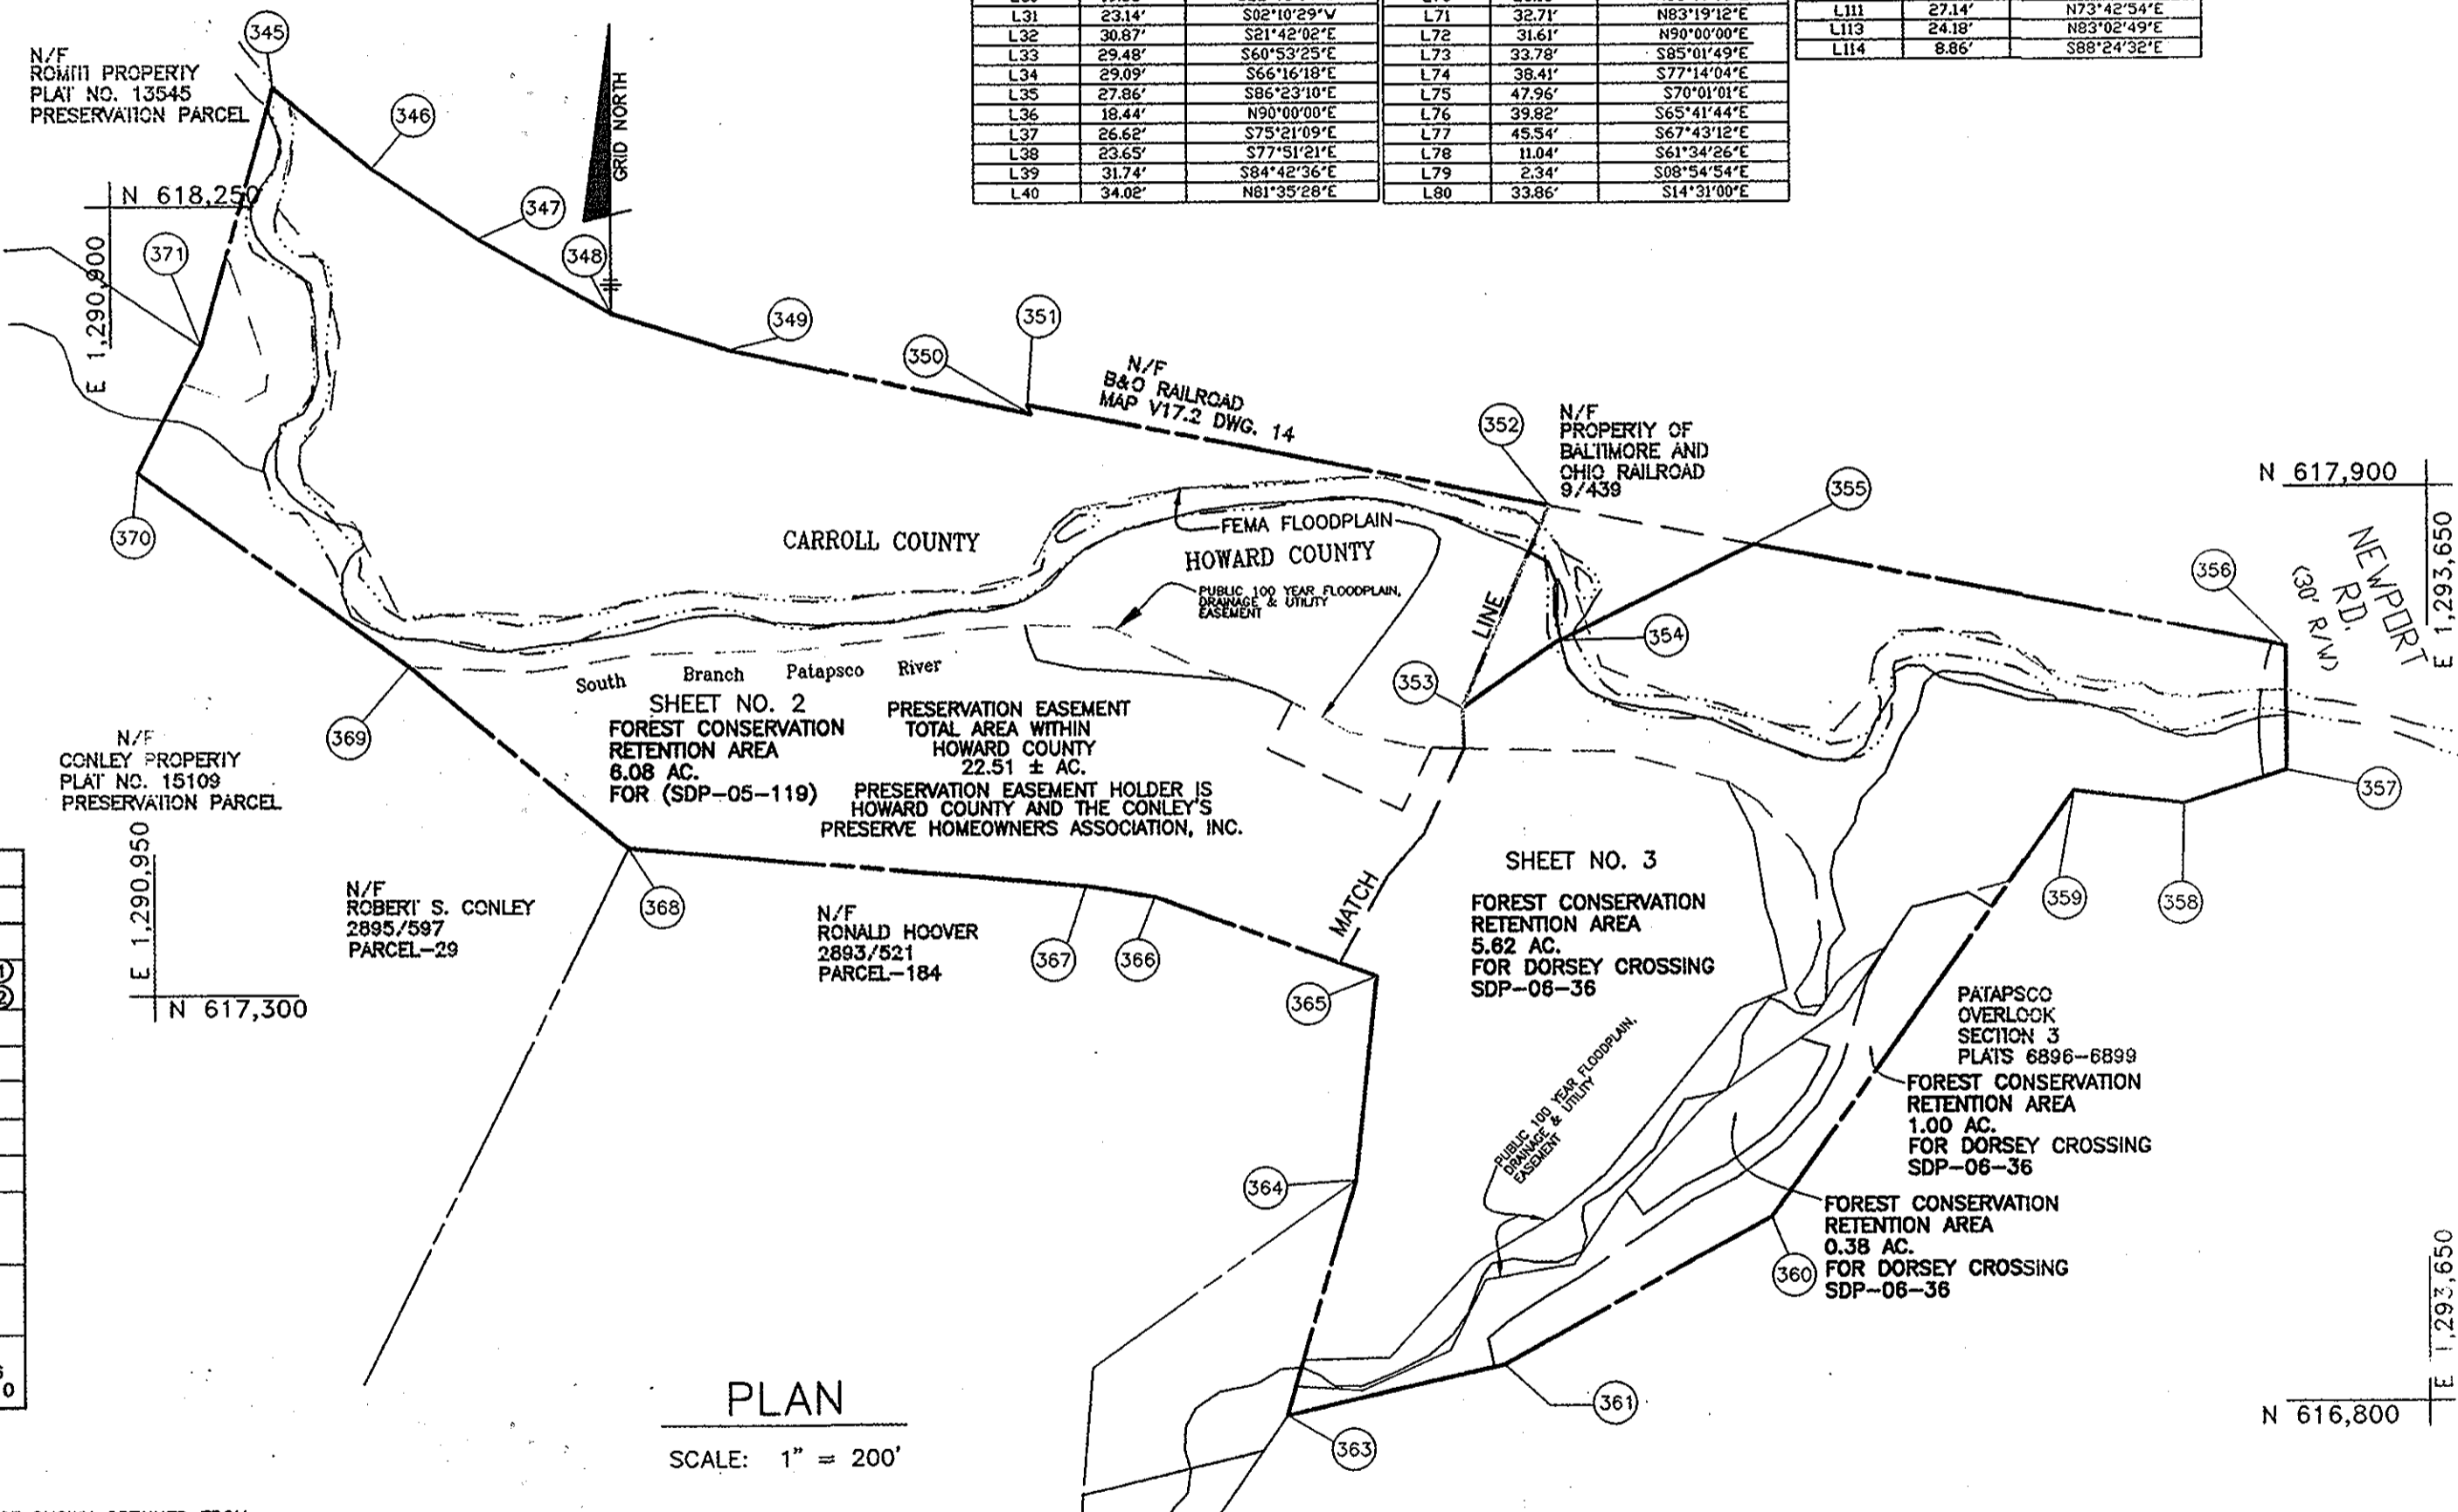 L31 23.14' S02°10'29"W L71 32.71' N83°19'12"E L111 27.14' N73°42'54"E
L32 30.87' S21°42'02"E L72 31.61' N90°00'00"E L113 24.18' N83°02'49"E
L33 29.48' S60°53'25"E L73 33.78' S85°01'49"E L114 8.86' S88°24'32"E
L34 29.09' S66°16'18"E L74 38.41' S77°14'04"E
L35 27.86' S86°23'10"E L75 47.96' S70°01'01"E
L36 18.44' N90°00'00"E L76 39.82' S65°41'44"E
L37 26.62' S75°21'09"E L77 45.54' S67°43'12"E
L38 23.65' S77°51'21"E L78 11.04' S61°34'26"E
L39 31.74' S84°42'36"E L79 2.34' S08°54'54"E
L40 34.02' N81°35'28"E L80 33.86' S14°31'00"E
N/F
PROPERTY
PLAT NO. 13545
PRESERVATION PARCEL
345
346
347
348
GRID NORTH
N 618,250
E 1,290,900
371
349
350
351
N/F
B&O RAILROAD
MAP V17.2 DWG. 14
352
N/F
PROPERTY OF
BALTIMORE AND
OHIO RAILROAD
9/439
355
N 617,900
E 1,293,650
NEWPORT
RD.
(30' R/W)
356
370
CARROLL COUNTY
FEMA FLOODPLAIN
HOWARD COUNTY
PUBLIC 100 YEAR FLOODPLAIN,
DRAINAGE & UTILITY
EASEMENT
LINE
354
353
South Branch Patapsco River
369
SHEET NO. 2
FOREST CONSERVATION
RETENTION AREA
6.08 AC.
FOR (SDP-05-119)
PRESERVATION EASEMENT
TOTAL AREA WITHIN
HOWARD COUNTY
22.51 ± AC.
PRESERVATION EASEMENT HOLDER IS
HOWARD COUNTY AND THE CONLEY'S
PRESERVE HOMEOWNERS ASSOCIATION, INC.
N/F
CONLEY PROPERTY
PLAT NO. 15109
PRESERVATION PARCEL
357
358
359
E 1,290,950
N 617,300
N/F
ROBERT S. CONLEY
2895/597
PARCEL-29
368
N/F
RONALD HOOVER
2893/521
PARCEL-184
367
366
MATCH
365
SHEET NO. 3
FOREST CONSERVATION
RETENTION AREA
5.62 AC.
FOR DORSEY CROSSING
SDP-06-36
PATAPSCO
OVERLOOK
SECTION 3
PLATS 6896-6899
FOREST CONSERVATION
RETENTION AREA
1.00 AC.
FOR DORSEY CROSSING
SDP-06-36
PUBLIC 100 YEAR FLOODPLAIN,
DRAINAGE & UTILITY
EASEMENT
364
FOREST CONSERVATION
RETENTION AREA
0.38 AC.
FOR DORSEY CROSSING
SDP-06-36
360
361
363
E 1,293,650
N 616,800
PLAN
SCALE: 1" = 200'